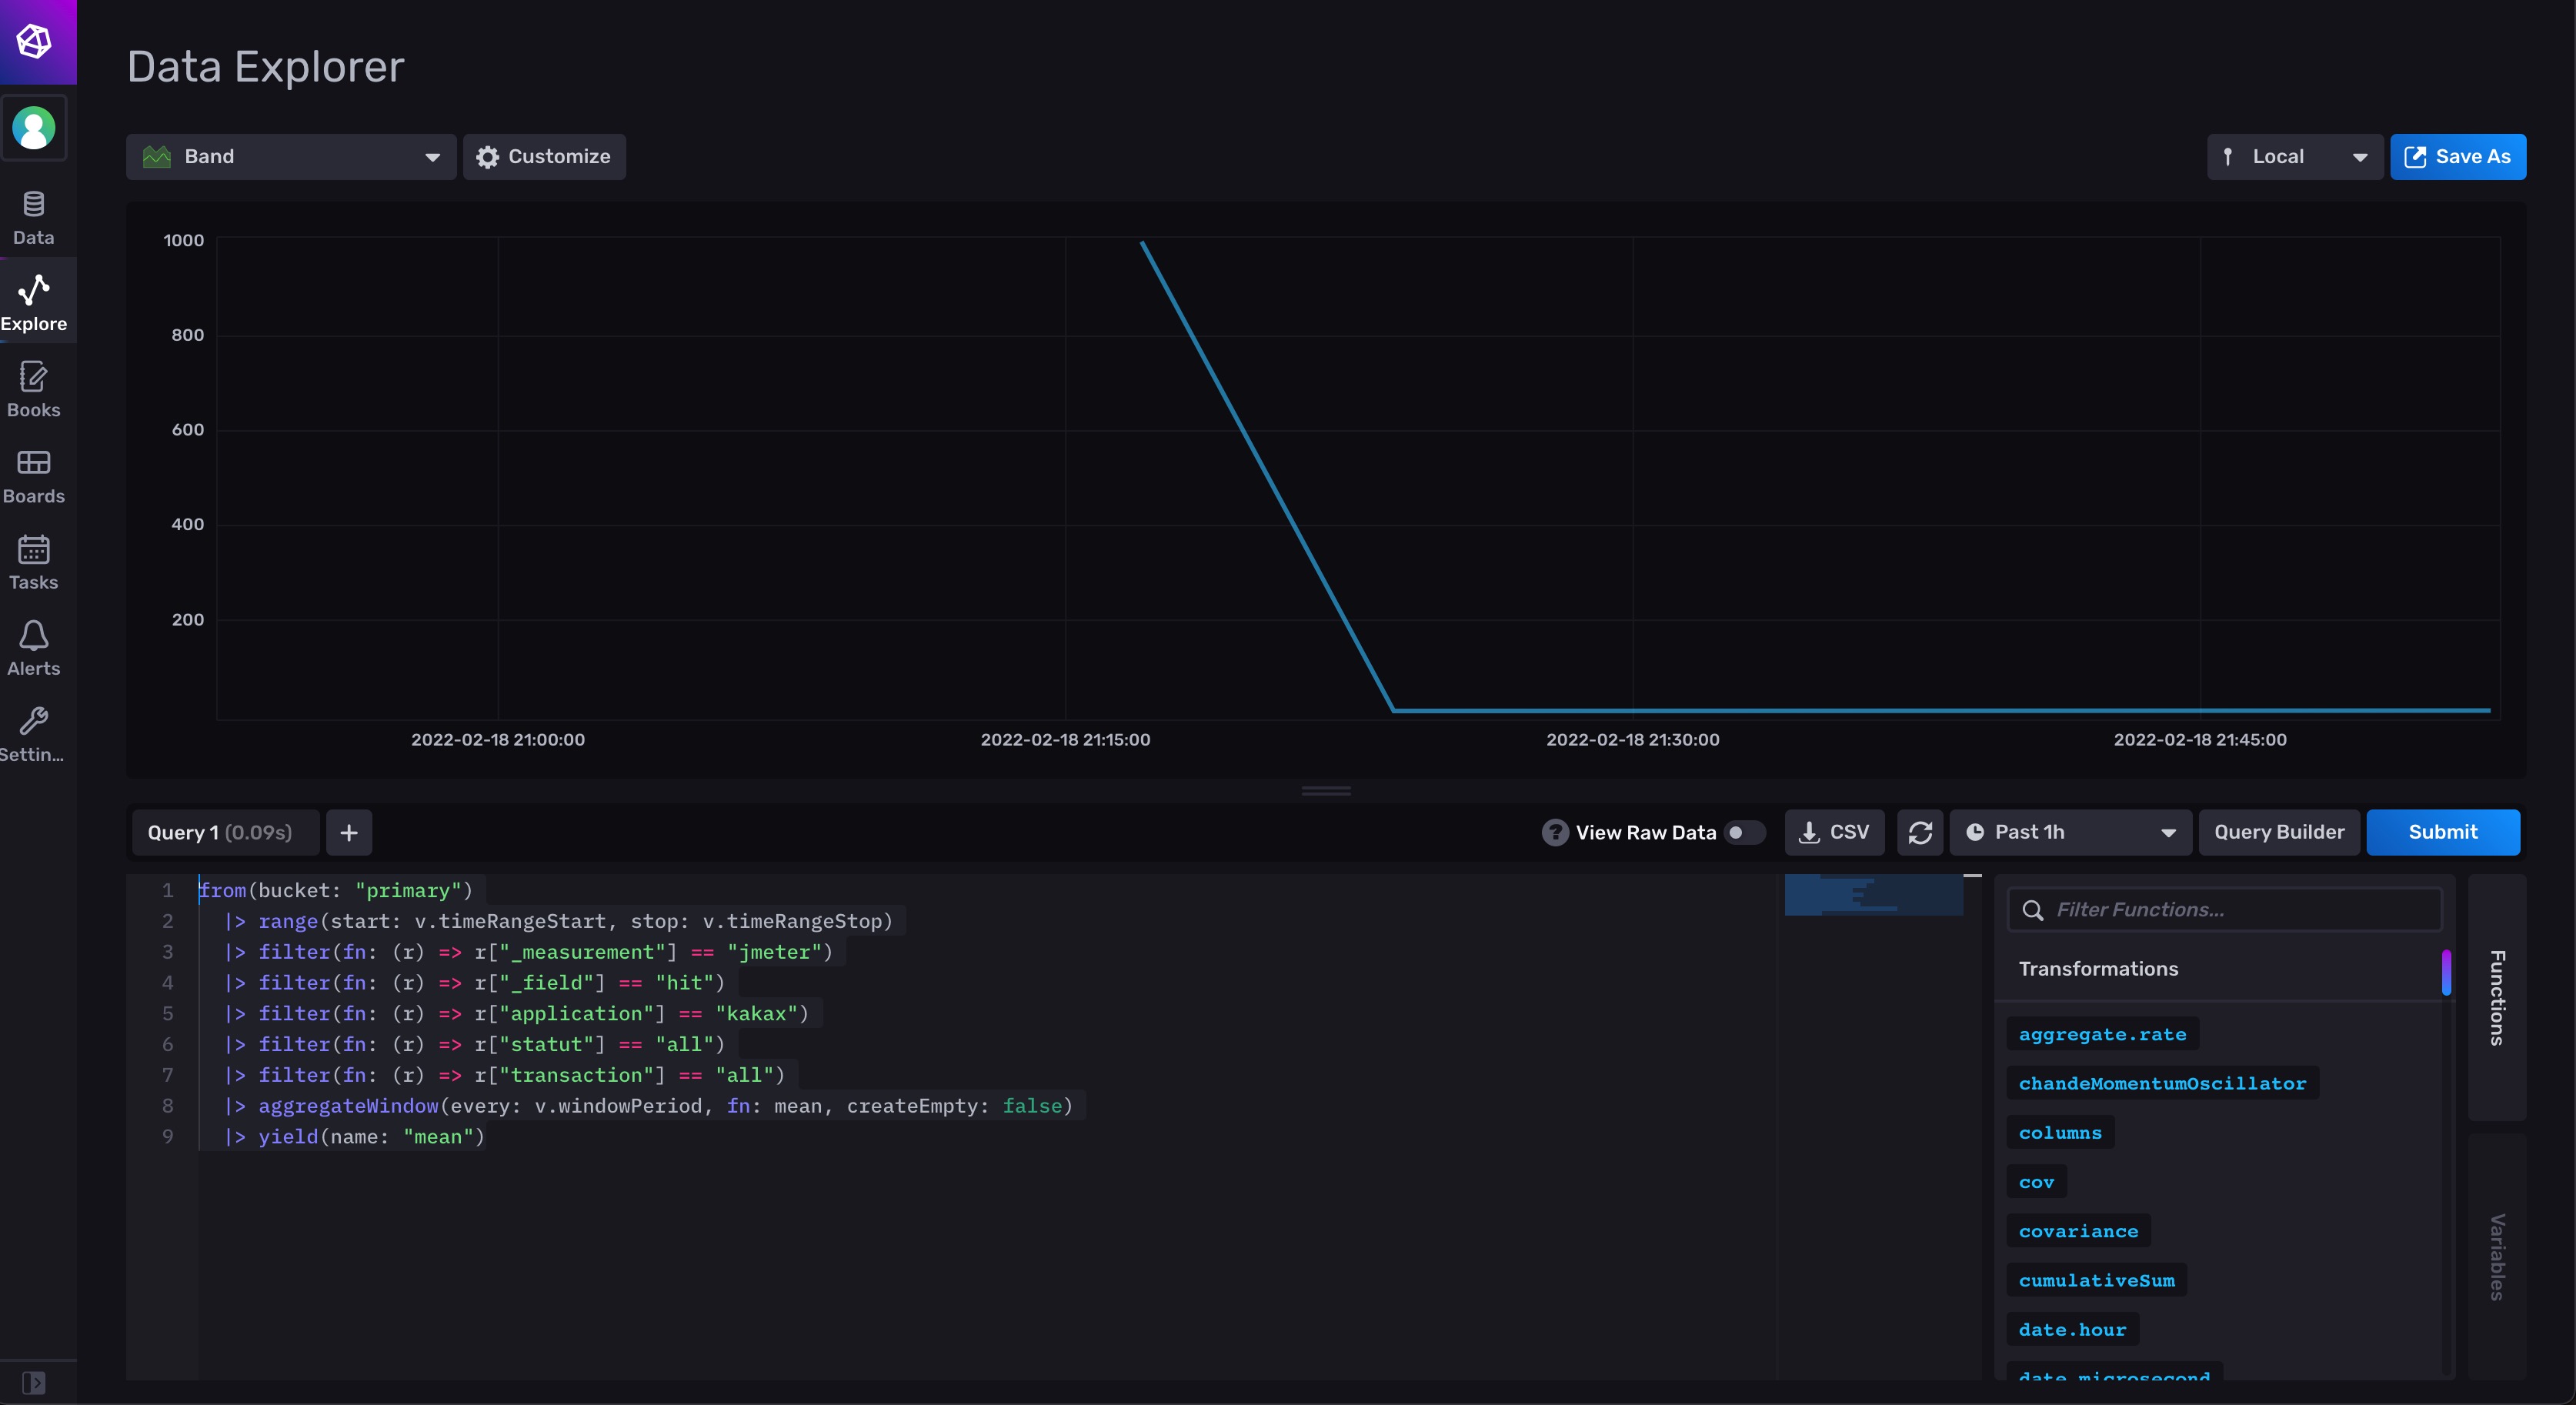 Data Explorer
Band
Customize
Local
Save As
Data
Explore
Books
Boards
Tasks
Alerts
Settin...
1000
800
600
400
200
2022-02-18 21:00:00
2022-02-18 21:15:00
2022-02-18 21:30:00
2022-02-18 21:45:00
Query 1 (0.09s)
+
? View Raw Data
CSV
Past 1h
Query Builder
Submit
1 from(bucket: "primary")
2 |> range(start: v.timeRangeStart, stop: v.timeRangeStop)
3 |> filter(fn: (r) => r["_measurement"] == "jmeter")
4 |> filter(fn: (r) => r["_field"] == "hit")
5 |> filter(fn: (r) => r["application"] == "kakax")
6 |> filter(fn: (r) => r["statut"] == "all")
7 |> filter(fn: (r) => r["transaction"] == "all")
8 |> aggregateWindow(every: v.windowPeriod, fn: mean, createEmpty: false)
9 |> yield(name: "mean")
Filter Functions...
Transformations
aggregate.rate
chandeMomentumOscillator
columns
cov
covariance
cumulativeSum
date.hour
date.microsecond
Functions
Variables